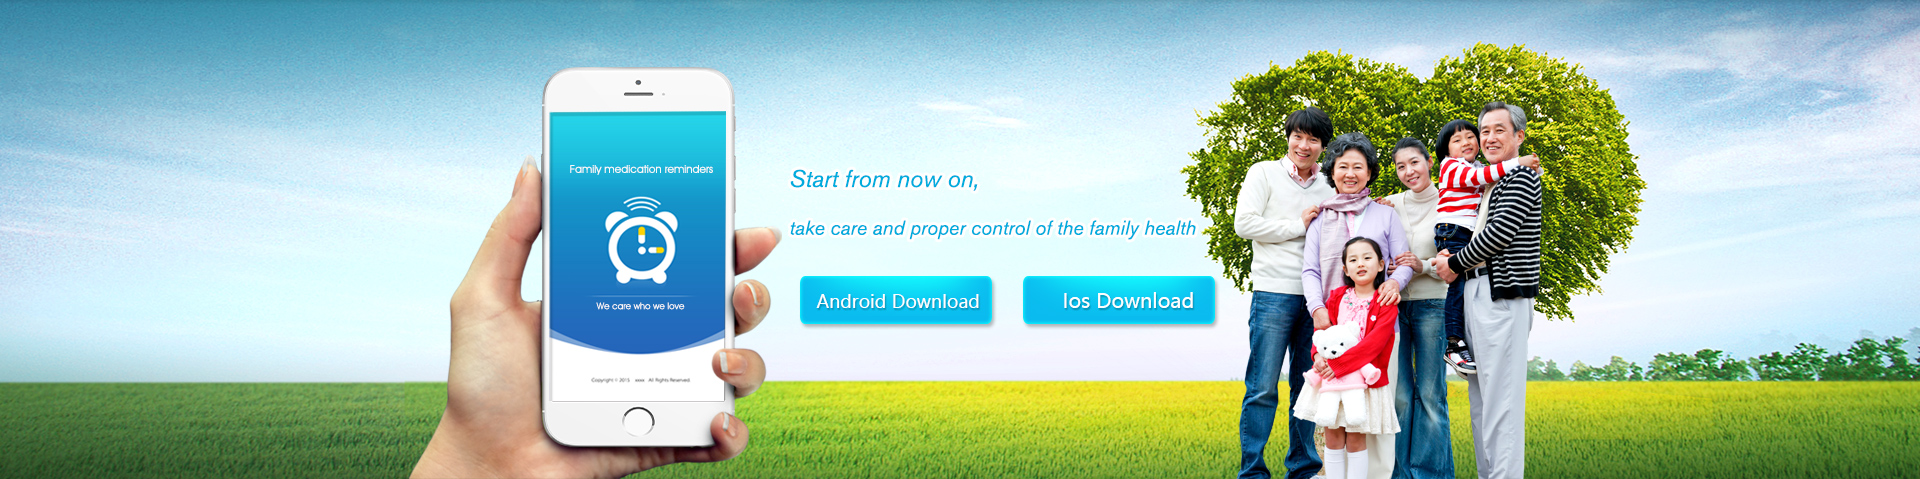 Family medication reminders
We care who we love
Copyright © 2015 xxxx All Rights Reserved
Start from now on,
take care and proper control of the family health
Android Download
Ios Download